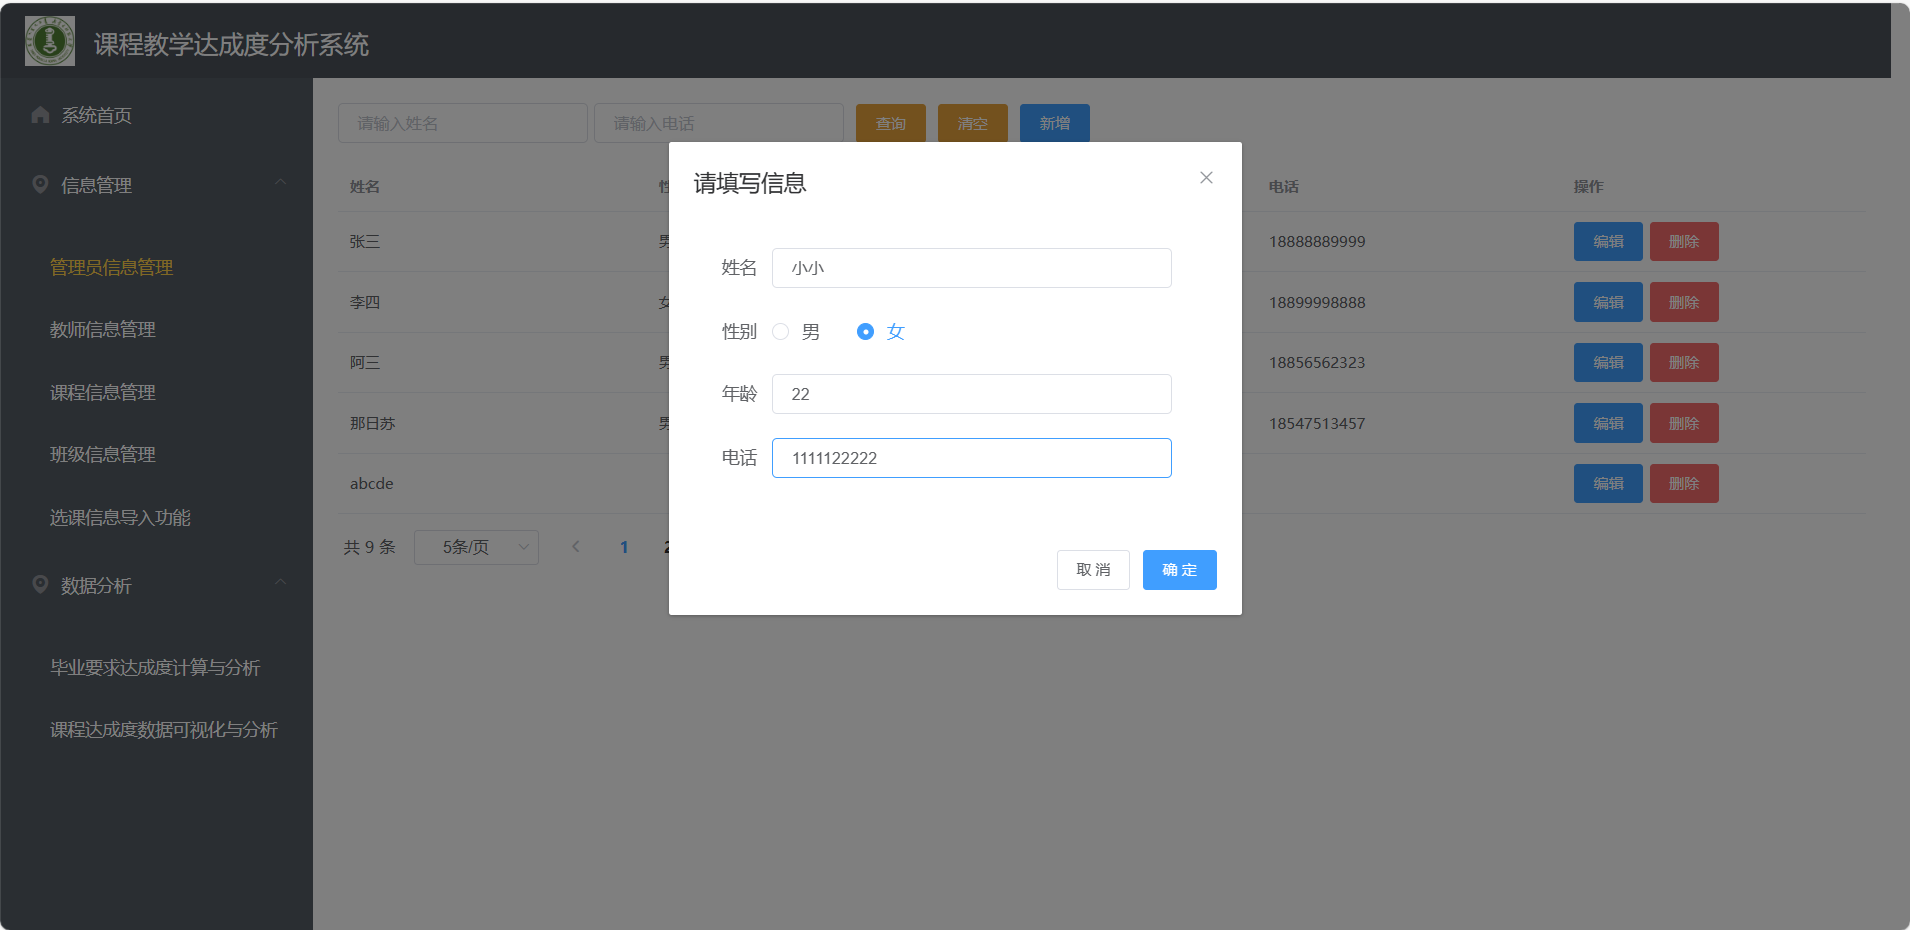 课程教学达成度分析系统
系统首页
信息管理
管理员信息管理
教师信息管理
课程信息管理
班级信息管理
选课信息导入功能
数据分析
毕业要求达成度计算与分析
课程达成度数据可视化与分析
请输入姓名 请输入电话 查询 清空 新增
姓名 电话 操作
张三 18888889999 编辑 删除
李四 18899998888 编辑 删除
阿三 18856562323 编辑 删除
那日苏 18547513457 编辑 删除
abcde 编辑 删除
共 9 条 5条/页 1 2
请填写信息
姓名 小小
性别 男 女
年龄 22
电话 1111122222
取 消 确 定